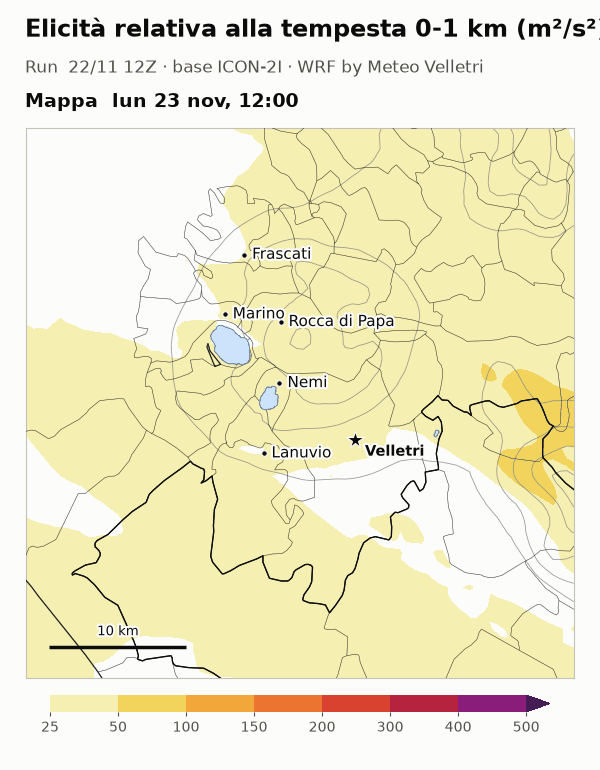 Elicità relativa alla tempesta 0-1 km (m²/s²)
Run  22/11 12Z · base ICON-2I · WRF by Meteo Velletri
Mappa  lun 23 nov, 12:00
Frascati
Marino
Rocca di Papa
Nemi
Velletri
Lanuvio
10 km
25 50 100 150 200 300 400 500